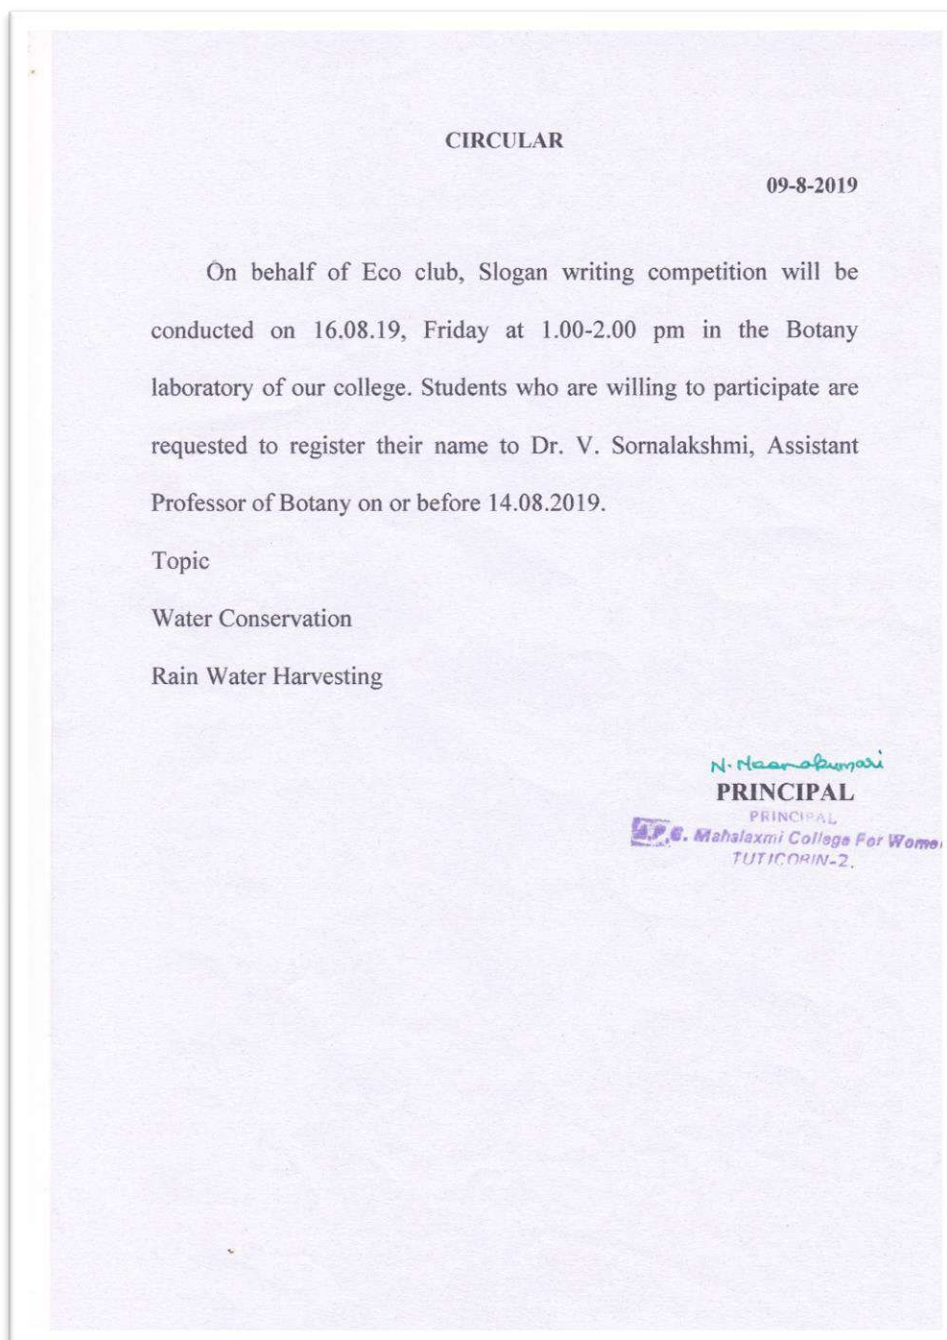 CIRCULAR
09-8-2019
On behalf of Eco club, Slogan writing competition will be
conducted on 16.08.19, Friday at 1.00-2.00 pm in the Botany
laboratory of our college. Students who are willing to participate are
requested to register their name to Dr. V. Sornalakshmi, Assistant
Professor of Botany on or before 14.08.2019.
Topic
Water Conservation
Rain Water Harvesting
N.
PRINCIPAL
PRINCIPAL
A.P.C. Mahalaxmi College For Wome
TUTICORIN-2.